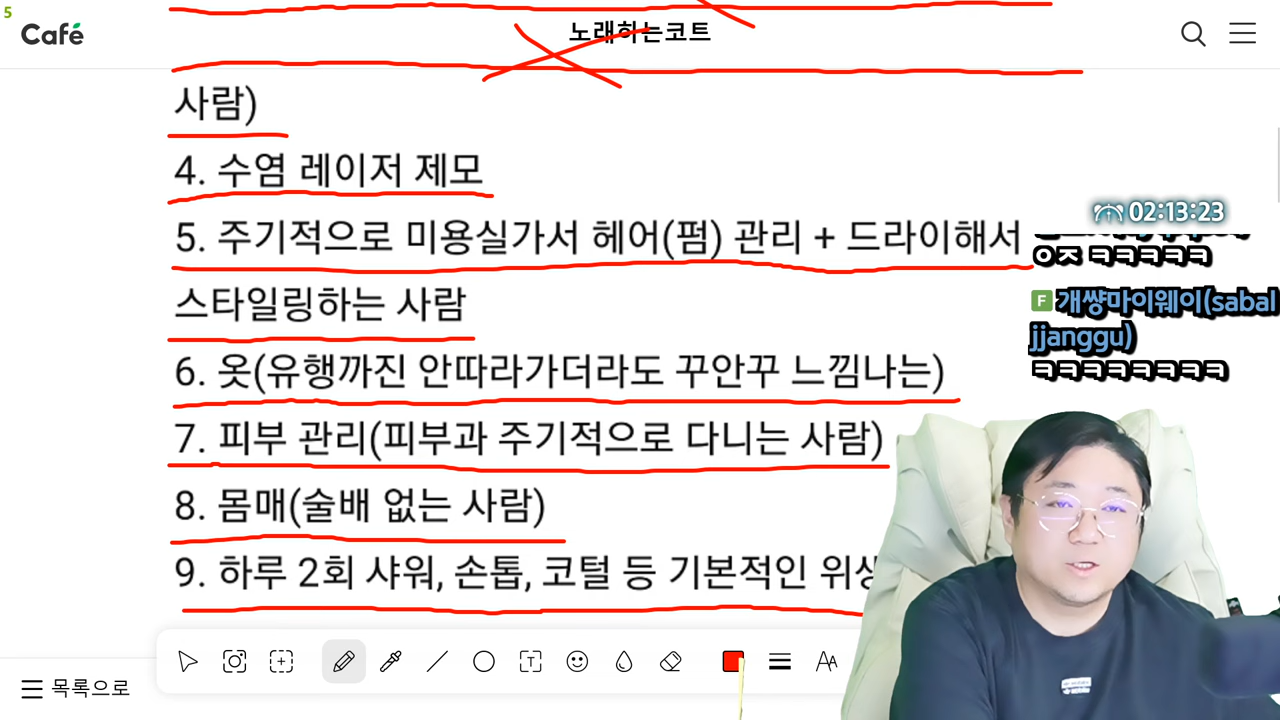 5
Café
노래하는코트
사람)
4. 수염 레이저 제모
02:13:23
5. 주기적으로 미용실가서 헤어(펌) 관리 + 드라이해서
ㅇㅈ ㅋㅋㅋㅋㅋ
스타일링하는 사람
F 개쌍마이웨이(sabal
jjanggu)
ㅋㅋㅋㅋㅋㅋㅋㅋ
6. 옷(유행까진 안따라가더라도 꾸안꾸 느낌나는)
7. 피부 관리(피부과 주기적으로 다니는 사람)
8. 몸매(술배 없는 사람)
9. 하루 2회 샤워, 손톱, 코털 등 기본적인
T
AA
목록으로